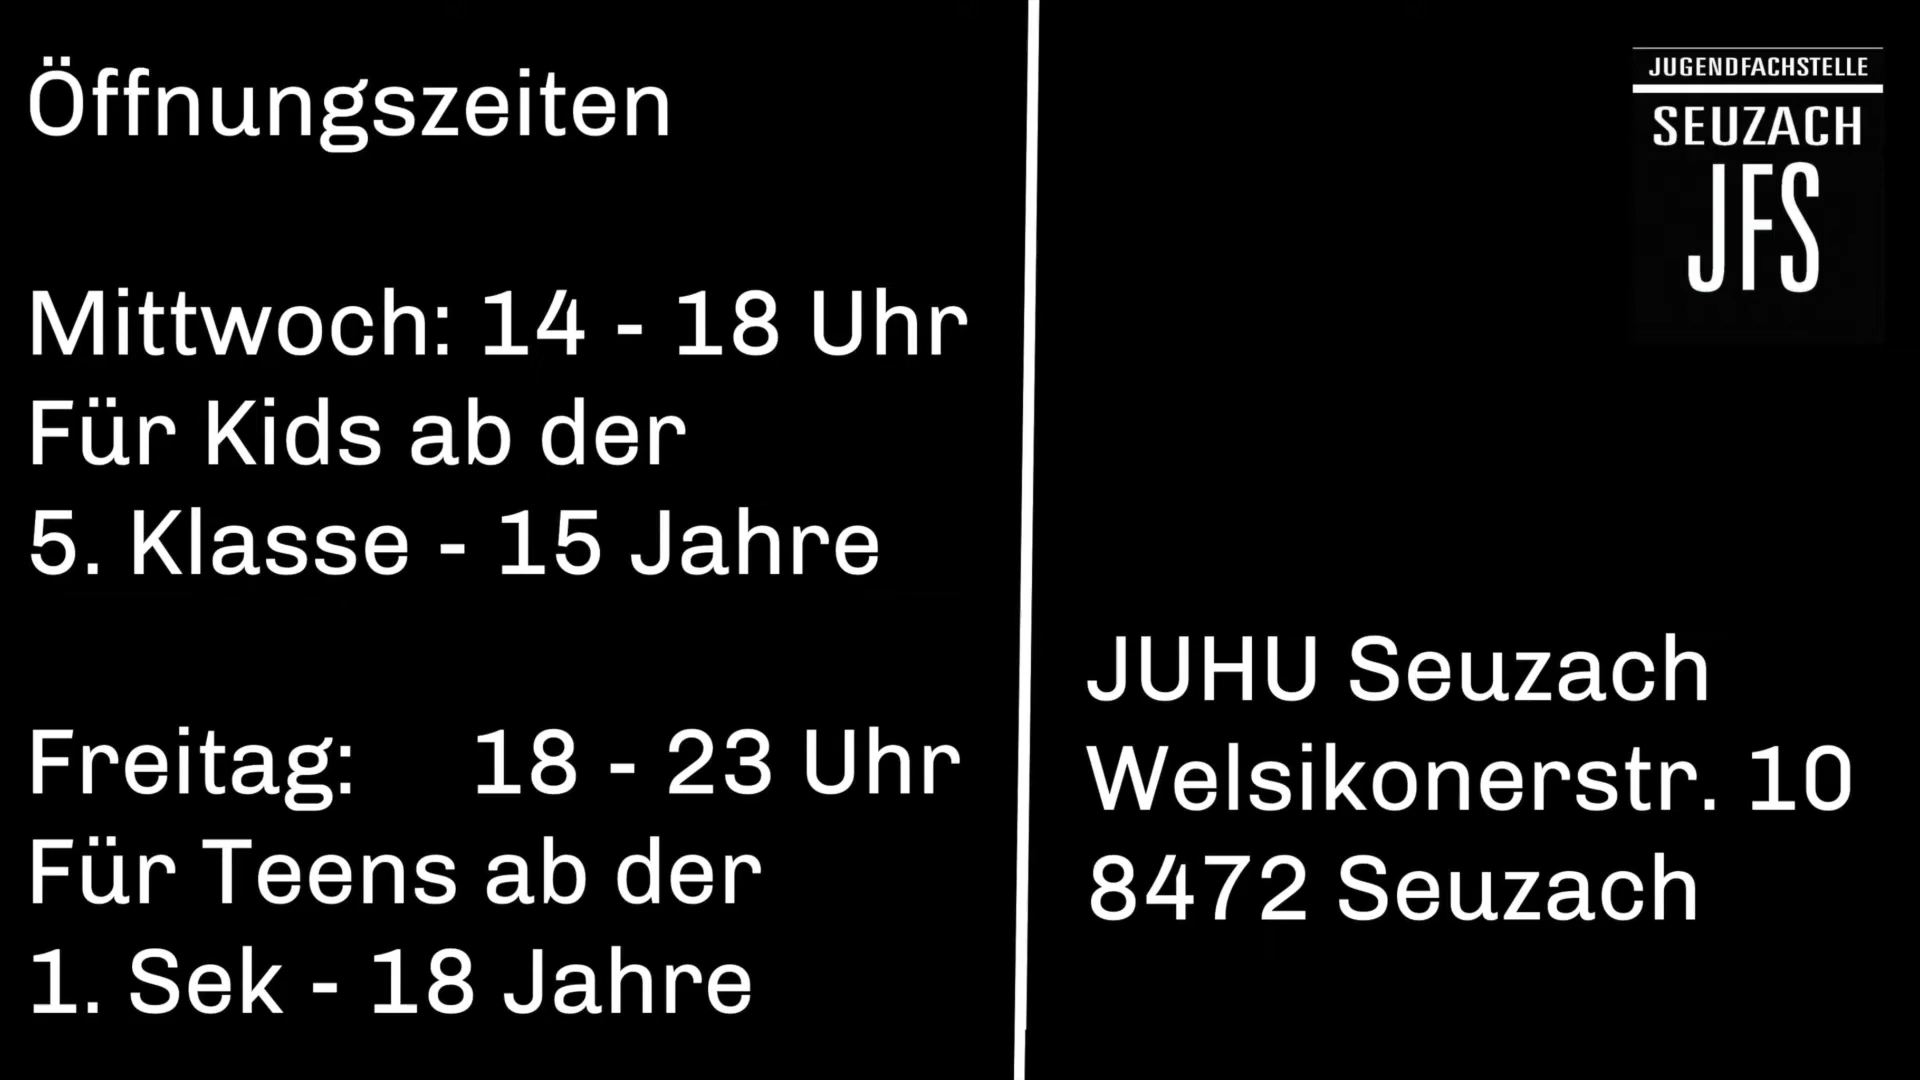 Öffnungszeiten
Mittwoch: 14 - 18 Uhr
Für Kids ab der
5. Klasse - 15 Jahre
Freitag: 18 - 23 Uhr
Für Teens ab der
1. Sek - 18 Jahre
JUGENDFACHSTELLE
SEUZACH
JFS
JUHU Seuzach
Welsikonerstr. 10
8472 Seuzach